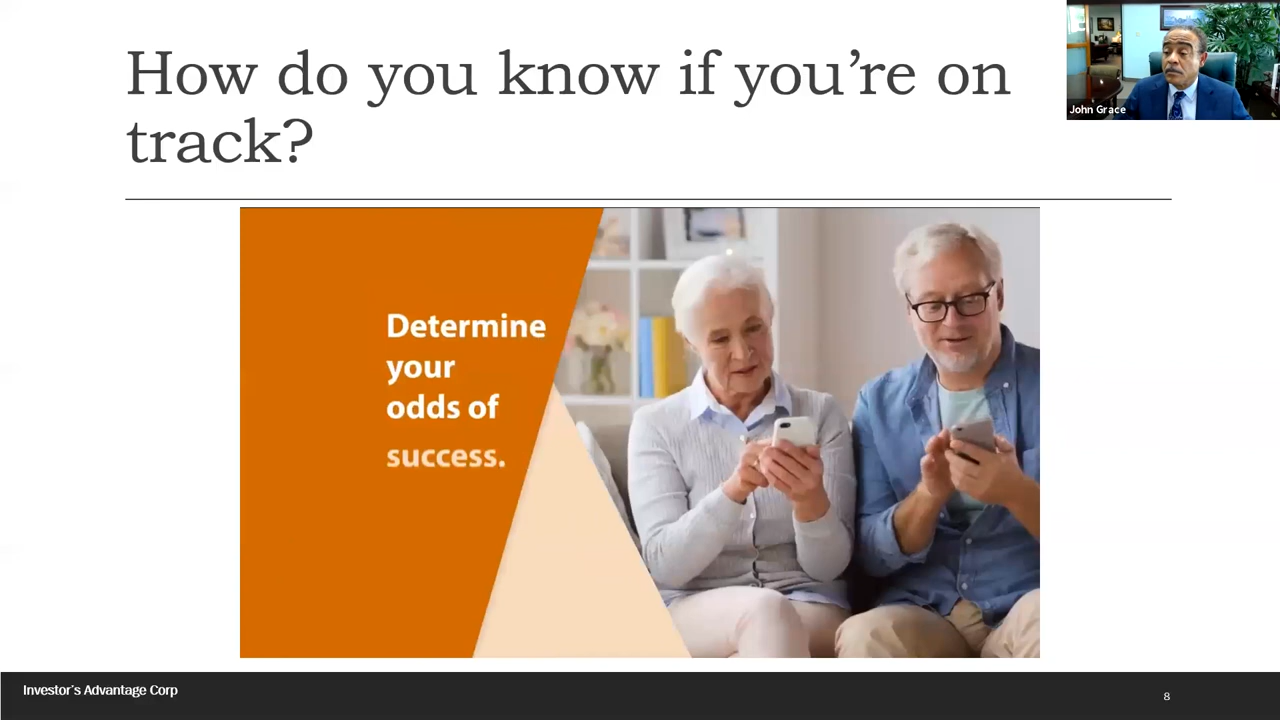 How do you know if you’re on
track?
John Grace
Determine
your
odds of
success.
Investor's Advantage Corp
8